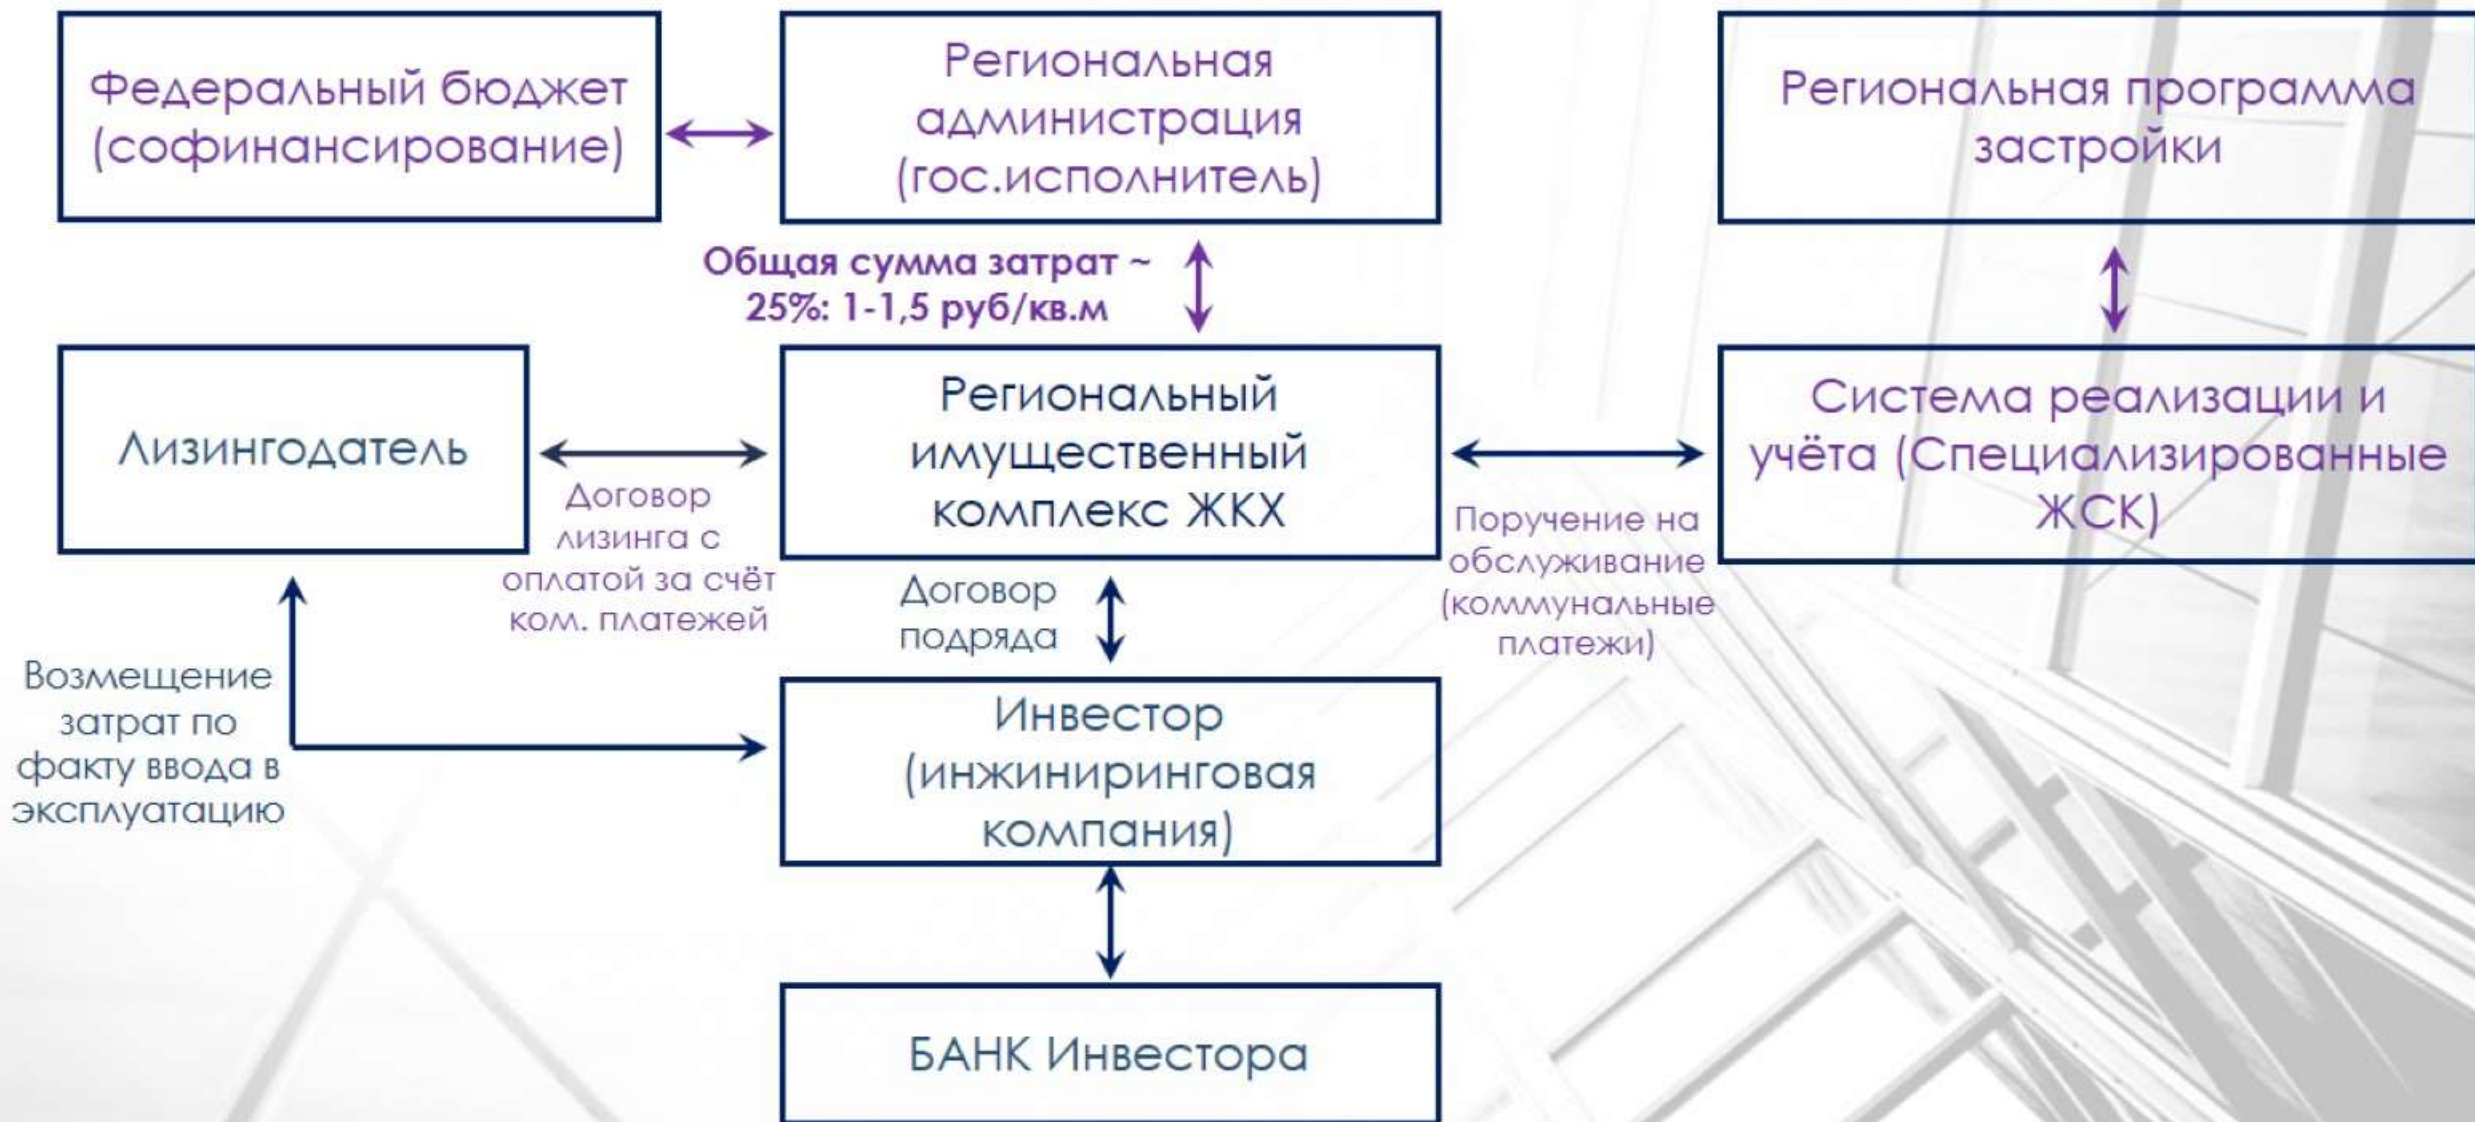 Федеральный бюджет
(софинансирование)
Региональная
администрация
(гос.исполнитель)
Региональная программа
застройки
Общая сумма затрат ~
25%: 1-1,5 руб/кв.м
Лизингодатель
Договор
лизинга с
оплатой за счёт
ком. платежей
Региональный
имущественный
комплекс ЖКХ
Поручение на
обслуживание
(коммунальные
платежи)
Система реализации и
учёта (Специализированные
ЖСК)
Договор
подряда
Возмещение
затрат по
факту ввода в
эксплуатацию
Инвестор
(инжиниринговая
компания)
БАНК Инвестора